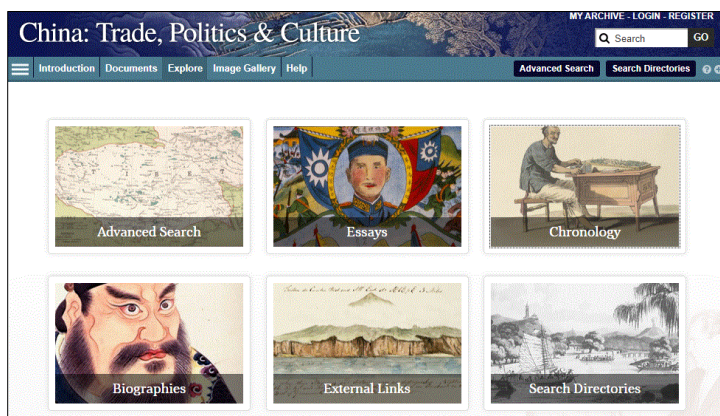 MY ARCHIVE - LOGIN - REGISTER
China: Trade, Politics & Culture
Search GO
Introduction Documents Explore Image Gallery Help Advanced Search Search Directories
T I B E T
Advanced Search
Essays
Chronology
Biographies
External Links
Search Directories